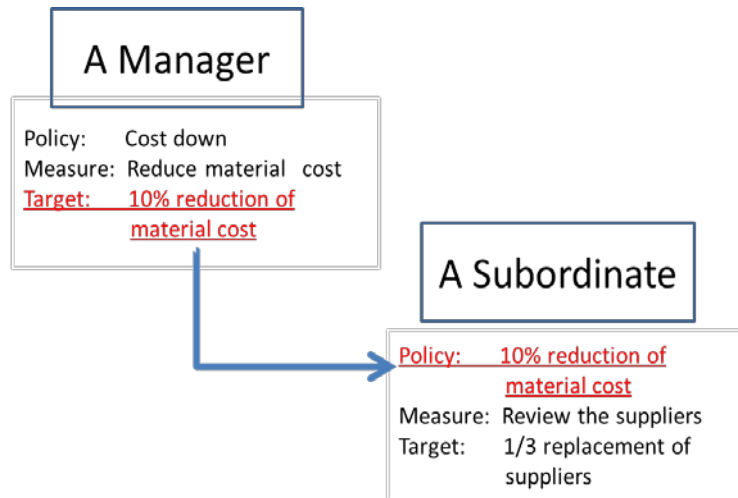 A Manager
Policy: Cost down
Measure: Reduce material cost
Target: 10% reduction of
material cost
A Subordinate
Policy: 10% reduction of
material cost
Measure: Review the suppliers
Target: 1/3 replacement of
suppliers